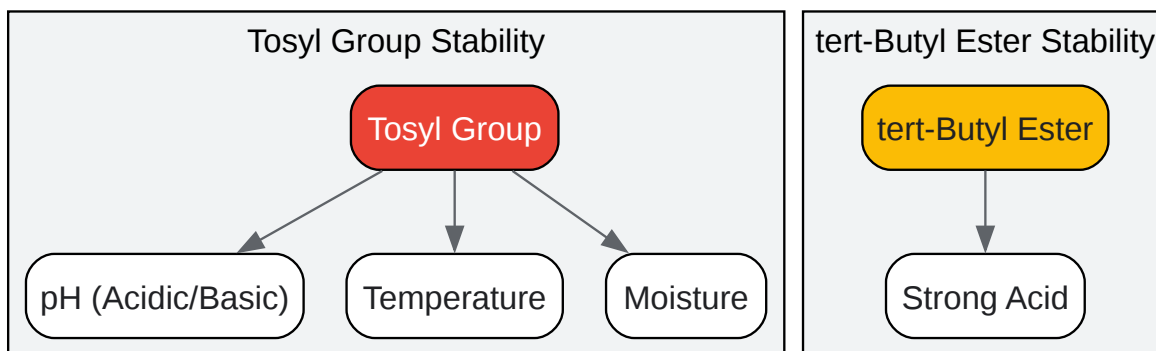 Tosyl Group Stability
Tosyl Group
pH (Acidic/Basic)
Temperature
Moisture
tert-Butyl Ester Stability
tert-Butyl Ester
Strong Acid